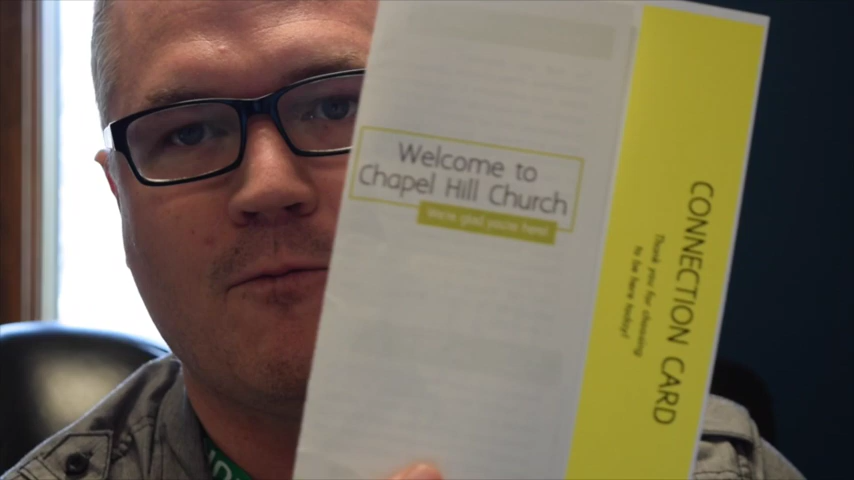 Welcome to
Chapel Hill Church
we're glad you're here!
CONNECTION CARD
Thank you for choosing
to be here today!